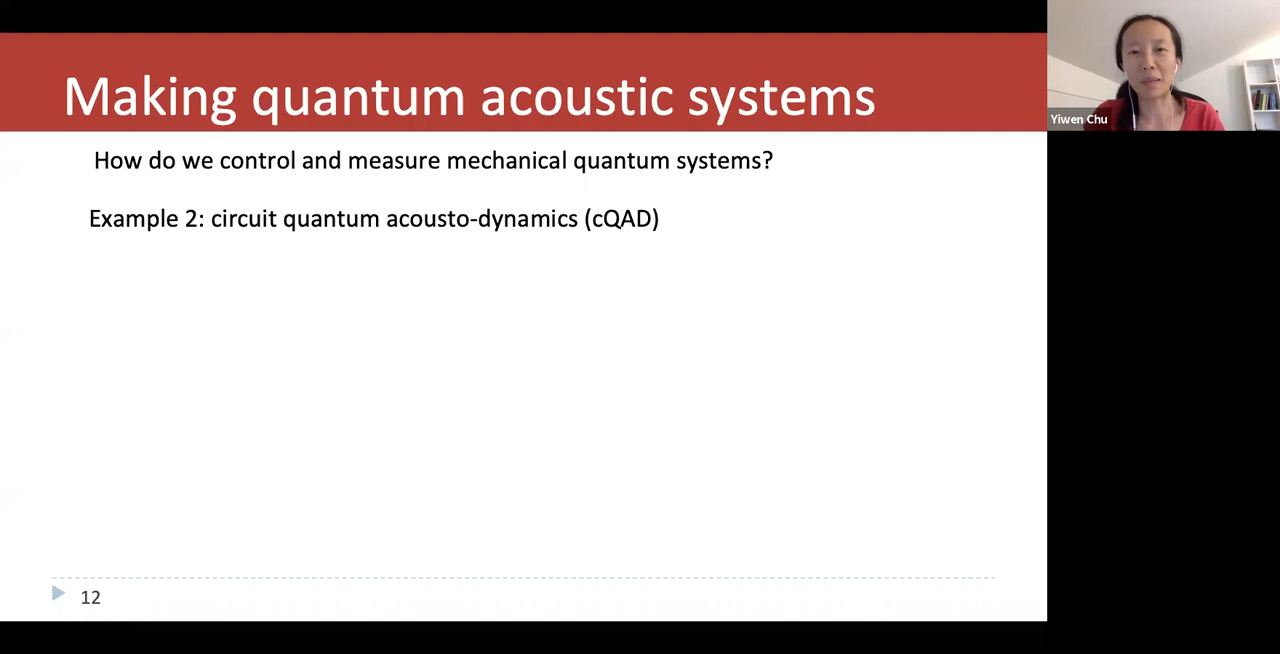 Making quantum acoustic systems
Yiwen Chu
How do we control and measure mechanical quantum systems?
Example 2: circuit quantum acousto-dynamics (cQAD)
12